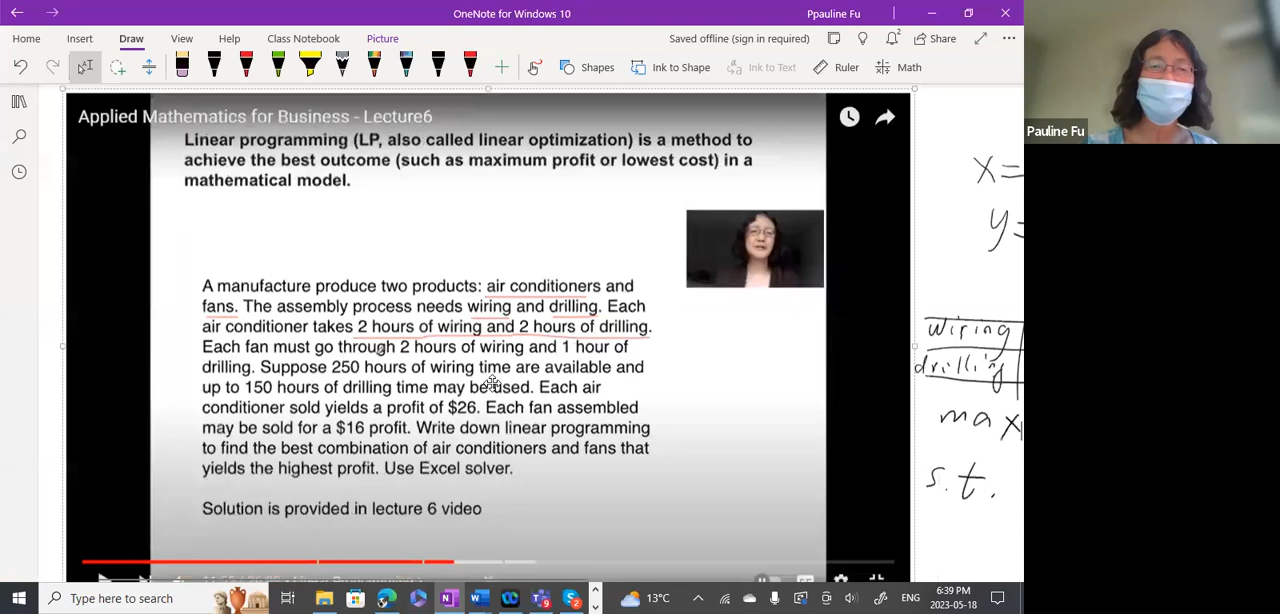 OneNote for Windows 10
Ppauline Fu
Home Insert Draw View Help Class Notebook Picture
Saved offline (sign in required)
Share
Shapes
Ink to Shape
Ink to Text
Ruler
Math
Applied Mathematics for Business - Lecture6
Linear programming (LP, also called linear optimization) is a method to
achieve the best outcome (such as maximum profit or lowest cost) in a
mathematical model.
A manufacture produce two products: air conditioners and
fans. The assembly process needs wiring and drilling. Each
air conditioner takes 2 hours of wiring and 2 hours of drilling.
Each fan must go through 2 hours of wiring and 1 hour of
drilling. Suppose 250 hours of wiring time are available and
up to 150 hours of drilling time may be used. Each air
conditioner sold yields a profit of $26. Each fan assembled
may be sold for a $16 profit. Write down linear programming
to find the best combination of air conditioners and fans that
yields the highest profit. Use Excel solver.
Solution is provided in lecture 6 video
x=
y=
wiring
drilling
max
s.t.
Pauline Fu
Type here to search
13°C
ENG
6:39 PM
2023-05-18